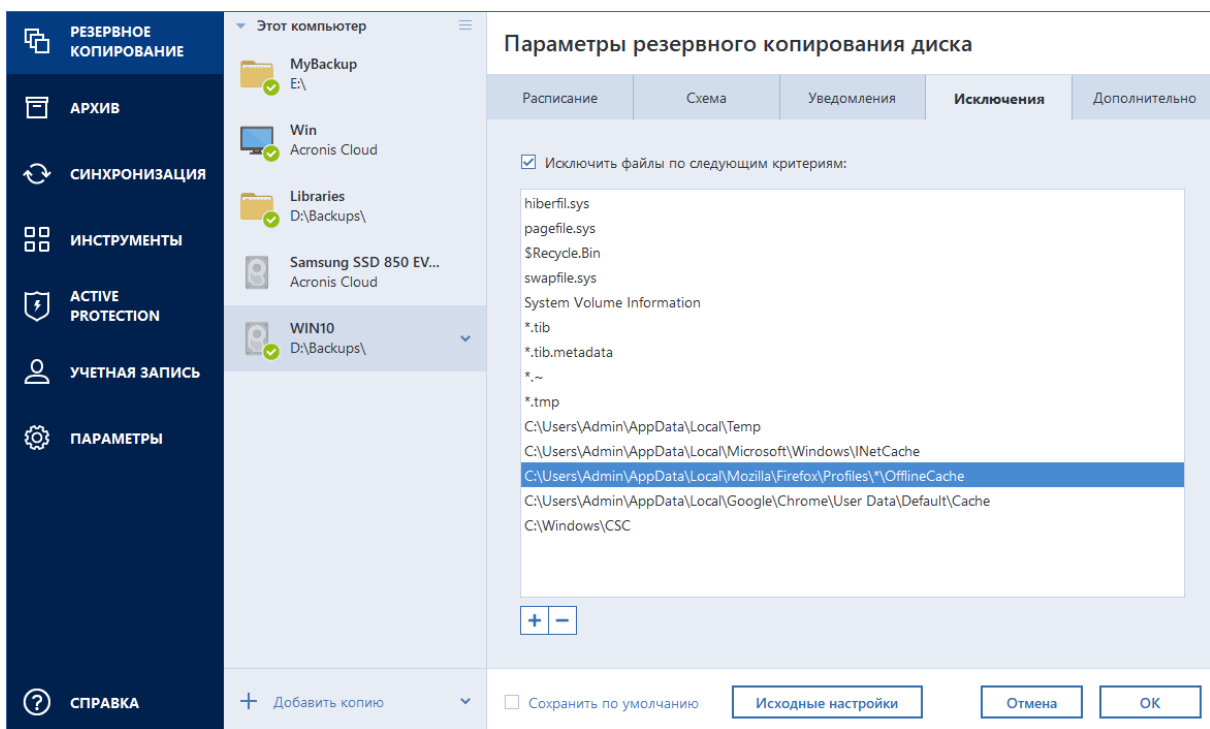 РЕЗЕРВНОЕ
КОПИРОВАНИЕ
АРХИВ
СИНХРОНИЗАЦИЯ
ИНСТРУМЕНТЫ
ACTIVE
PROTECTION
УЧЕТНАЯ ЗАПИСЬ
ПАРАМЕТРЫ
СПРАВКА
Этот компьютер
MyBackup
E:\
Win
Acronis Cloud
Libraries
D:\Backups\
Samsung SSD 850 EV...
Acronis Cloud
WIN10
D:\Backups\
Добавить копию
Параметры резервного копирования диска
Расписание Схема Уведомления Исключения Дополнительно
Исключить файлы по следующим критериям:
hiberfil.sys
pagefile.sys
$Recycle.Bin
swapfile.sys
System Volume Information
*.tib
*.tib.metadata
*.~
*.tmp
C:\Users\Admin\AppData\Local\Temp
C:\Users\Admin\AppData\Local\Microsoft\Windows\INetCache
C:\Users\Admin\AppData\Local\Mozilla\Firefox\Profiles\*\OfflineCache
C:\Users\Admin\AppData\Local\Google\Chrome\User Data\Default\Cache
C:\Windows\CSC
Сохранить по умолчанию Исходные настройки Отмена ОК